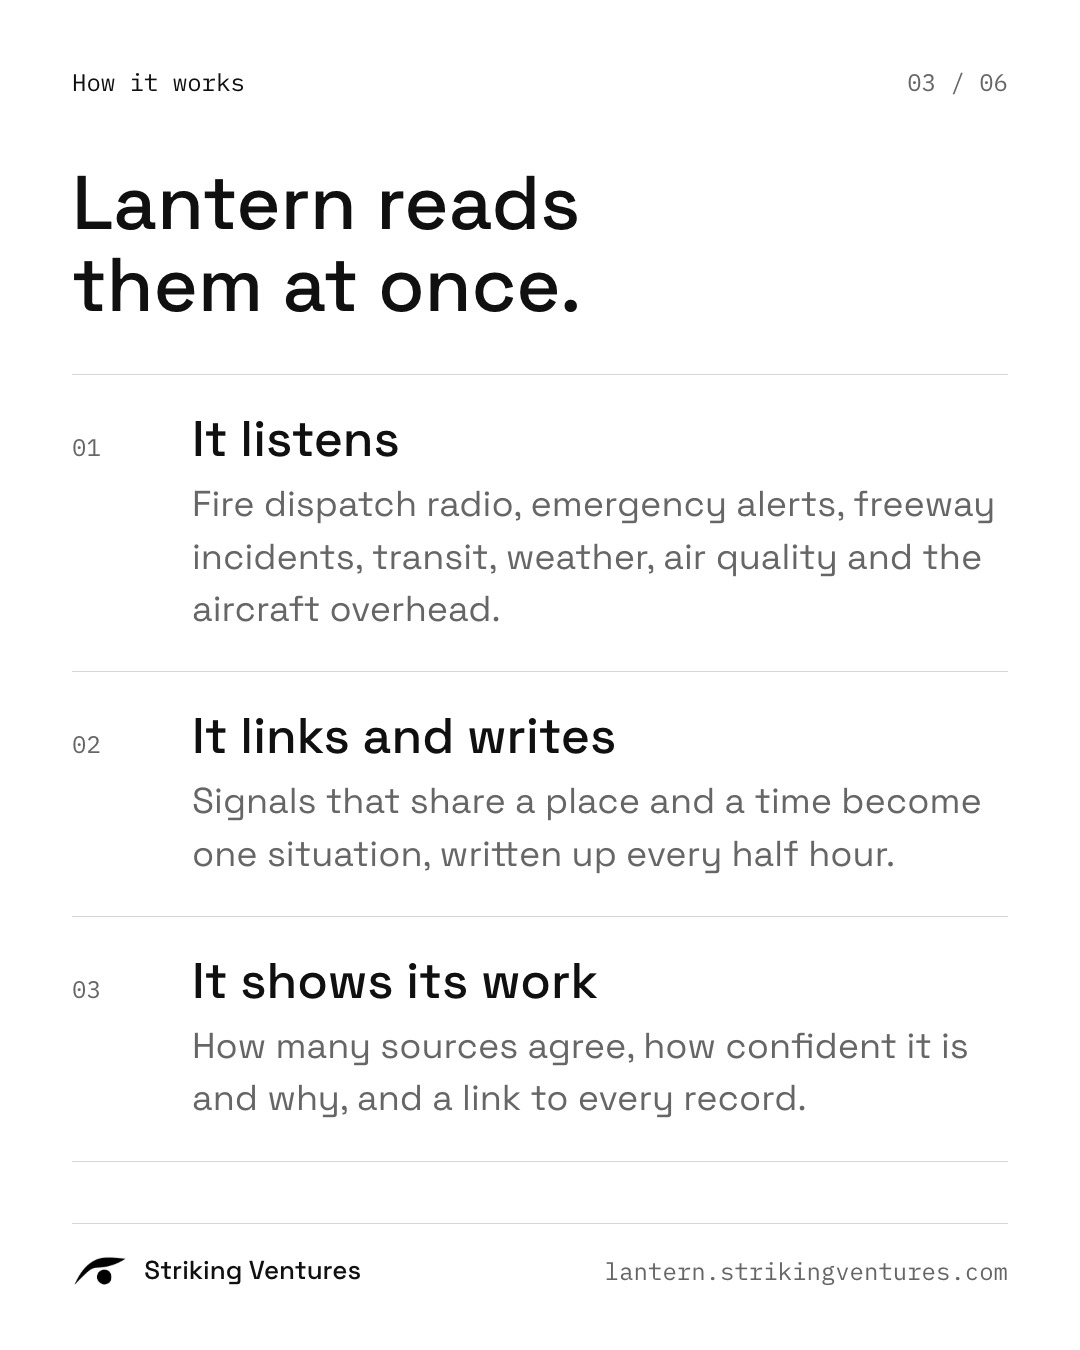 How it works
03 / 06
Lantern reads
them at once.
01
It listens
Fire dispatch radio, emergency alerts, freeway
incidents, transit, weather, air quality and the
aircraft overhead.
02
It links and writes
Signals that share a place and a time become
one situation, written up every half hour.
03
It shows its work
How many sources agree, how confident it is
and why, and a link to every record.
Striking Ventures
lantern.strikingventures.com